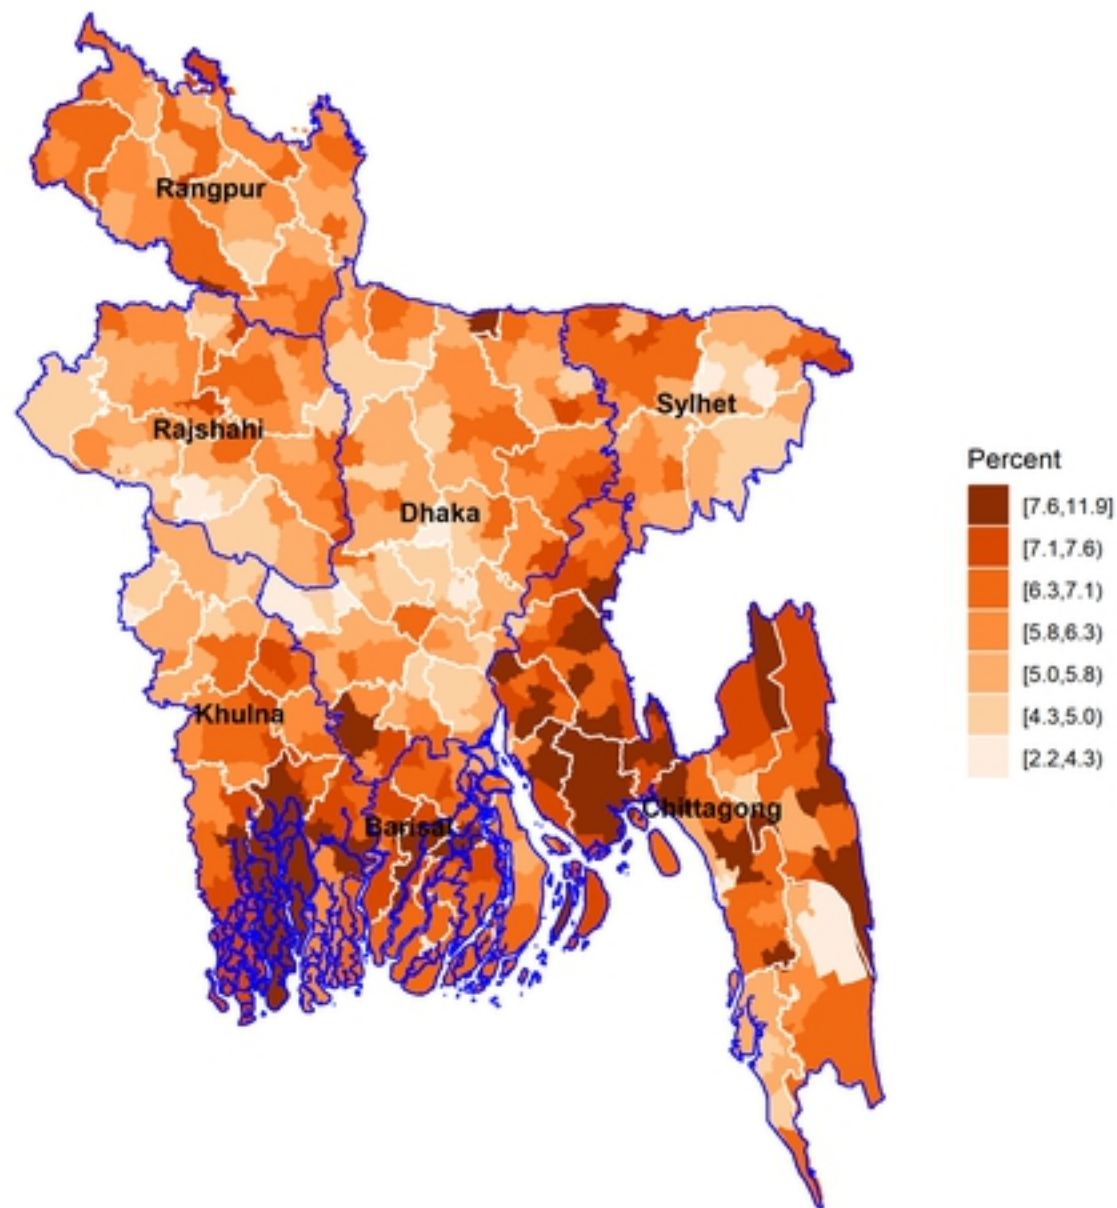 Rangpur
Sylhet
Rajshahi
Dhaka
Khulna
Chittagong
Barisal
Percent
[7.6,11.9]
[7.1,7.6)
[6.3,7.1)
[5.8,6.3)
[5.0,5.8)
[4.3,5.0)
[2.2,4.3)